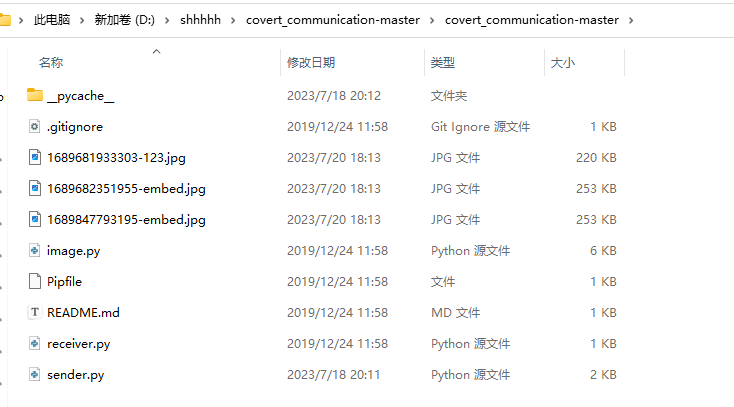 此电脑 > 新加卷 (D:) > shhhhh > covert_communication-master > covert_communication-master >
名称 修改日期 类型 大小
__pycache__ 2023/7/18 20:12 文件夹
.gitignore 2019/12/24 11:58 Git Ignore 源文件 1 KB
1689681933303-123.jpg 2023/7/20 18:13 JPG 文件 220 KB
1689682351955-embed.jpg 2023/7/20 18:13 JPG 文件 253 KB
1689847793195-embed.jpg 2023/7/20 18:13 JPG 文件 253 KB
image.py 2019/12/24 11:58 Python 源文件 6 KB
Pipfile 2019/12/24 11:58 文件 1 KB
README.md 2019/12/24 11:58 MD 文件 1 KB
receiver.py 2019/12/24 11:58 Python 源文件 1 KB
sender.py 2023/7/18 20:11 Python 源文件 2 KB